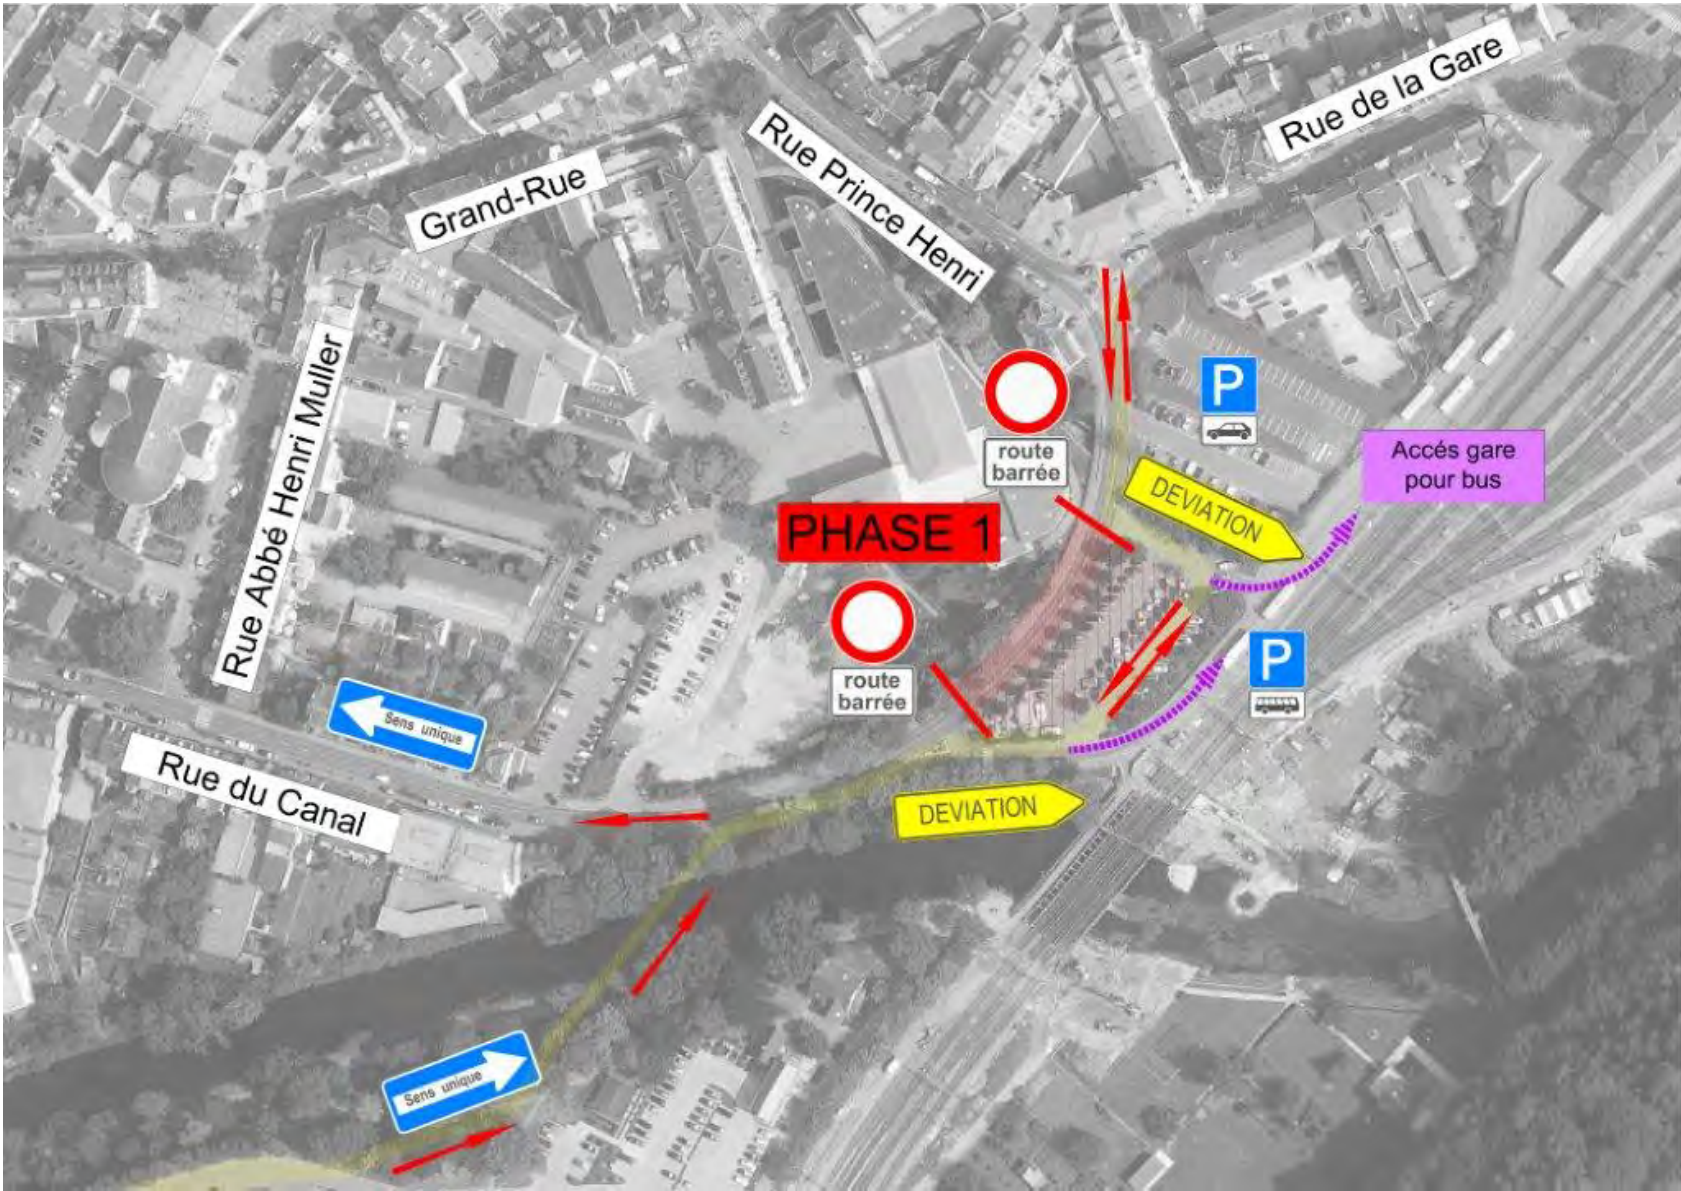 Rue de la Gare
Rue Prince Henri
Grand-Rue
Rue Abbé Henri Muller
P
route
barrée
Accés gare
pour bus
DEVIATION
PHASE 1
route
barrée
P
Sens unique
Rue du Canal
DEVIATION
Sens unique